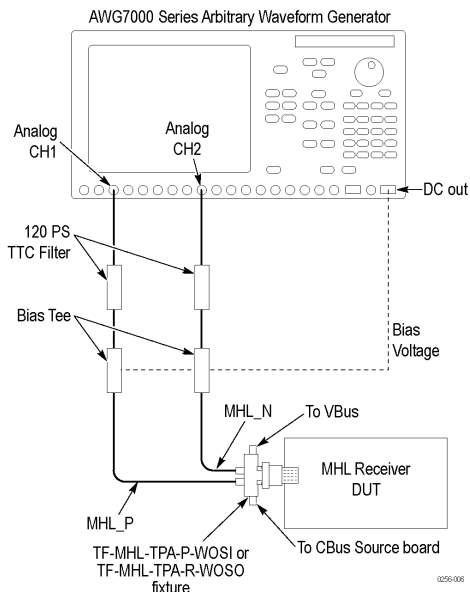 AWG7000 Series Arbitrary Waveform Generator
Analog
CH1
Analog
CH2
DC out
120 PS
TTC Filter
Bias Tee
Bias
Voltage
MHL_N
To VBus
MHL Receiver
DUT
MHL_P
To CBus Source board
TF-MHL-TPA-P-WOSI or
TF-MHL-TPA-R-WOSO
fixture
0256-006